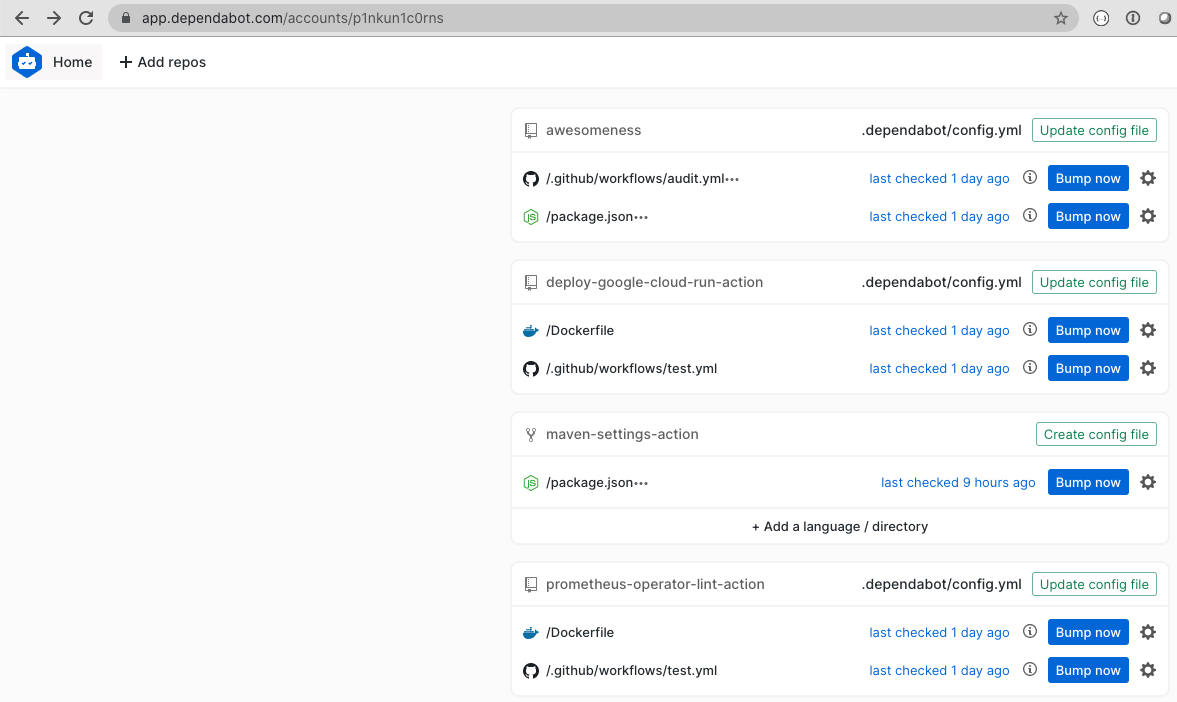 app.dependabot.com/accounts/p1nkun1c0rns
Home + Add repos
awesomeness .dependabot/config.yml Update config file
/.github/workflows/audit.yml••• last checked 1 day ago Bump now
/package.json••• last checked 1 day ago Bump now
deploy-google-cloud-run-action .dependabot/config.yml Update config file
/Dockerfile last checked 1 day ago Bump now
/.github/workflows/test.yml last checked 1 day ago Bump now
maven-settings-action Create config file
/package.json••• last checked 9 hours ago Bump now
+ Add a language / directory
prometheus-operator-lint-action .dependabot/config.yml Update config file
/Dockerfile last checked 1 day ago Bump now
/.github/workflows/test.yml last checked 1 day ago Bump now